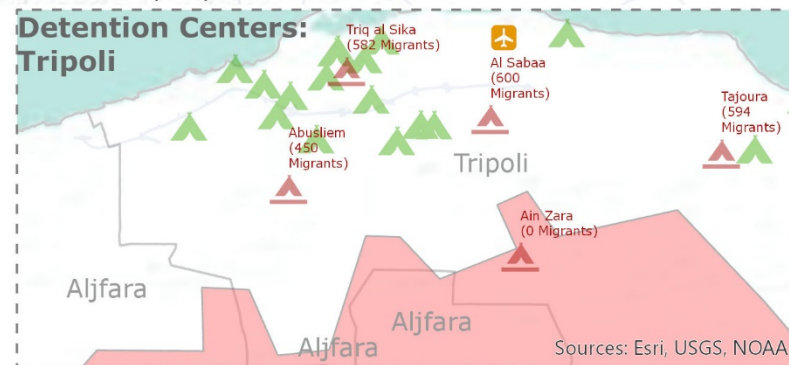 Detention Centers:
Tripoli
Triq al Sika
(582 Migrants)
Al Sabaa
(600
Migrants)
Tajoura
(594
Migrants)
Abusliem
(450
Migrants)
Tripoli
Ain Zara
(0 Migrants)
Aljfara
Aljfara
Aljfara
Sources: Esri, USGS, NOAA